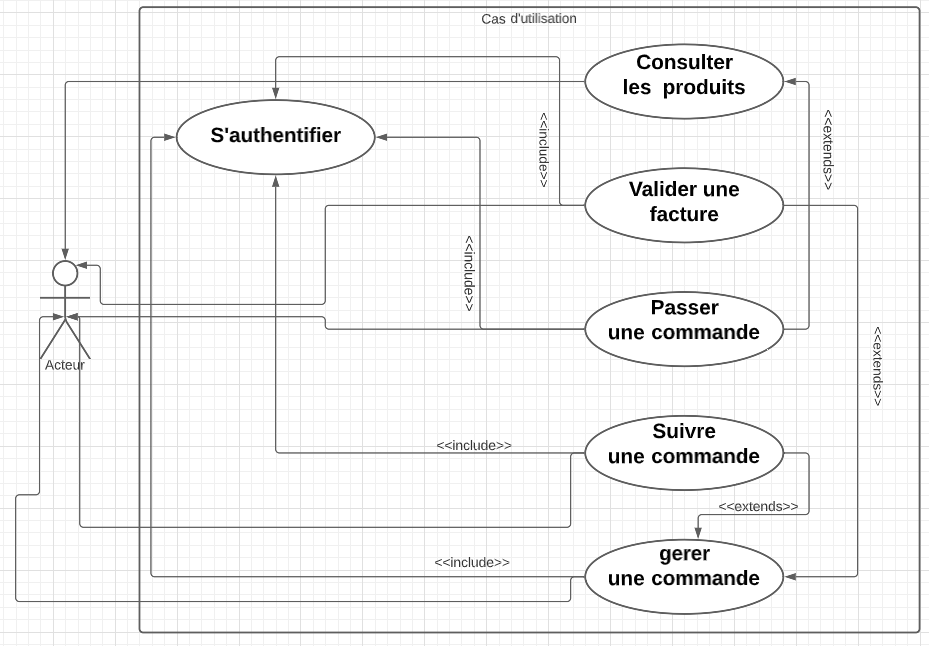 Cas d'utilisation
Consulter
les produits
S'authentifier
<<include>>
<<extends>>
Valider une
facture
<<include>>
Passer
une commande
<<extends>>
Acteur
Suivre
une commande
<<include>>
<<extends>>
gerer
une commande
<<include>>